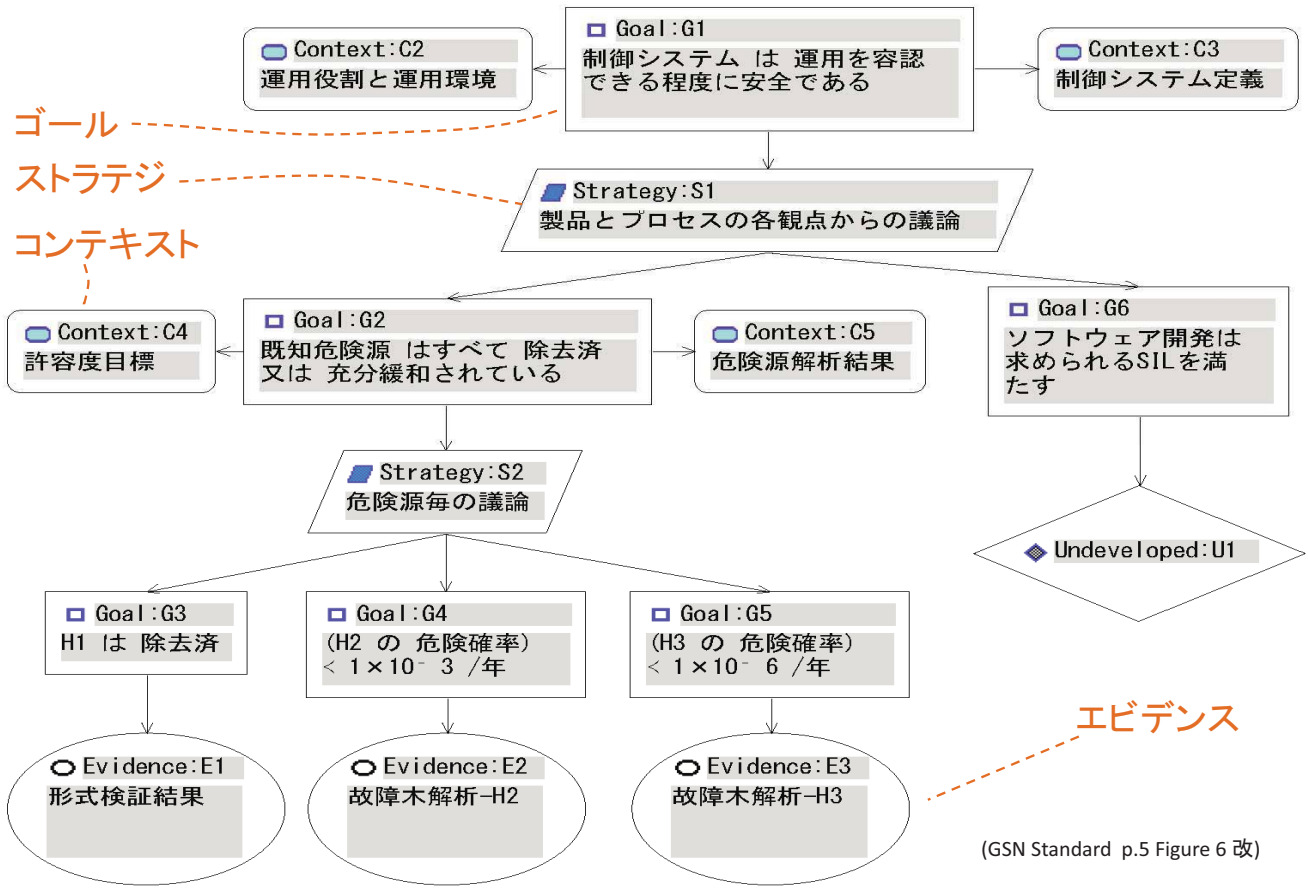 Goal:G1
制御システム は 運用を容認
できる程度に安全である
Context:C2
運用役割と運用環境
Context:C3
制御システム定義
ゴール
ストラテジ
Strategy:S1
製品とプロセスの各観点からの議論
コンテキスト
Context:C4
許容度目標
Goal:G2
既知危険源 はすべて 除去済
又は 充分緩和されている
Context:C5
危険源解析結果
Goal:G6
ソフトウェア開発は
求められるSILを満
たす
Strategy:S2
危険源毎の議論
Undeveloped:U1
Goal:G3
H1 は 除去済
Goal:G4
(H2 の 危険確率)
< 1×10⁻ 3 /年
Goal:G5
(H3 の 危険確率)
< 1×10⁻ 6 /年
エビデンス
Evidence:E1
形式検証結果
Evidence:E2
故障木解析-H2
Evidence:E3
故障木解析-H3
(GSN Standard p.5 Figure 6 改)